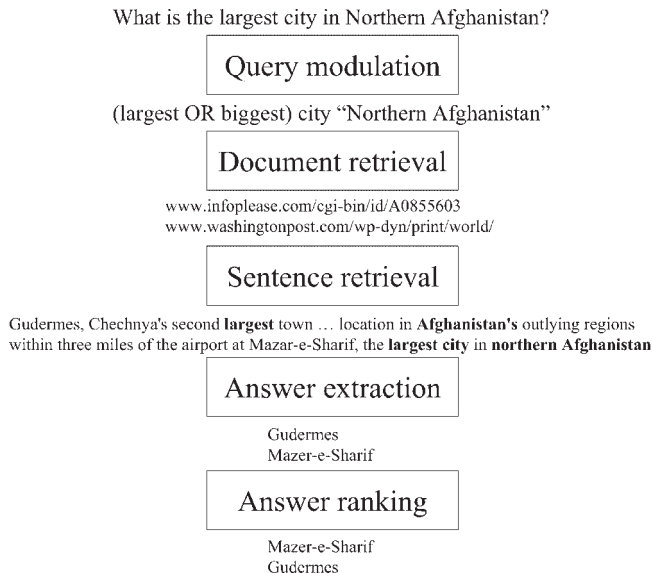 What is the largest city in Northern Afghanistan?
Query modulation
(largest OR biggest) city “Northern Afghanistan”
Document retrieval
www.infoplease.com/cgi-bin/id/A0855603
www.washingtonpost.com/wp-dyn/print/world/
Sentence retrieval
Gudermes, Chechnya's second largest town … location in Afghanistan's outlying regions
within three miles of the airport at Mazar-e-Sharif, the largest city in northern Afghanistan
Answer extraction
Gudermes
Mazer-e-Sharif
Answer ranking
Mazer-e-Sharif
Gudermes